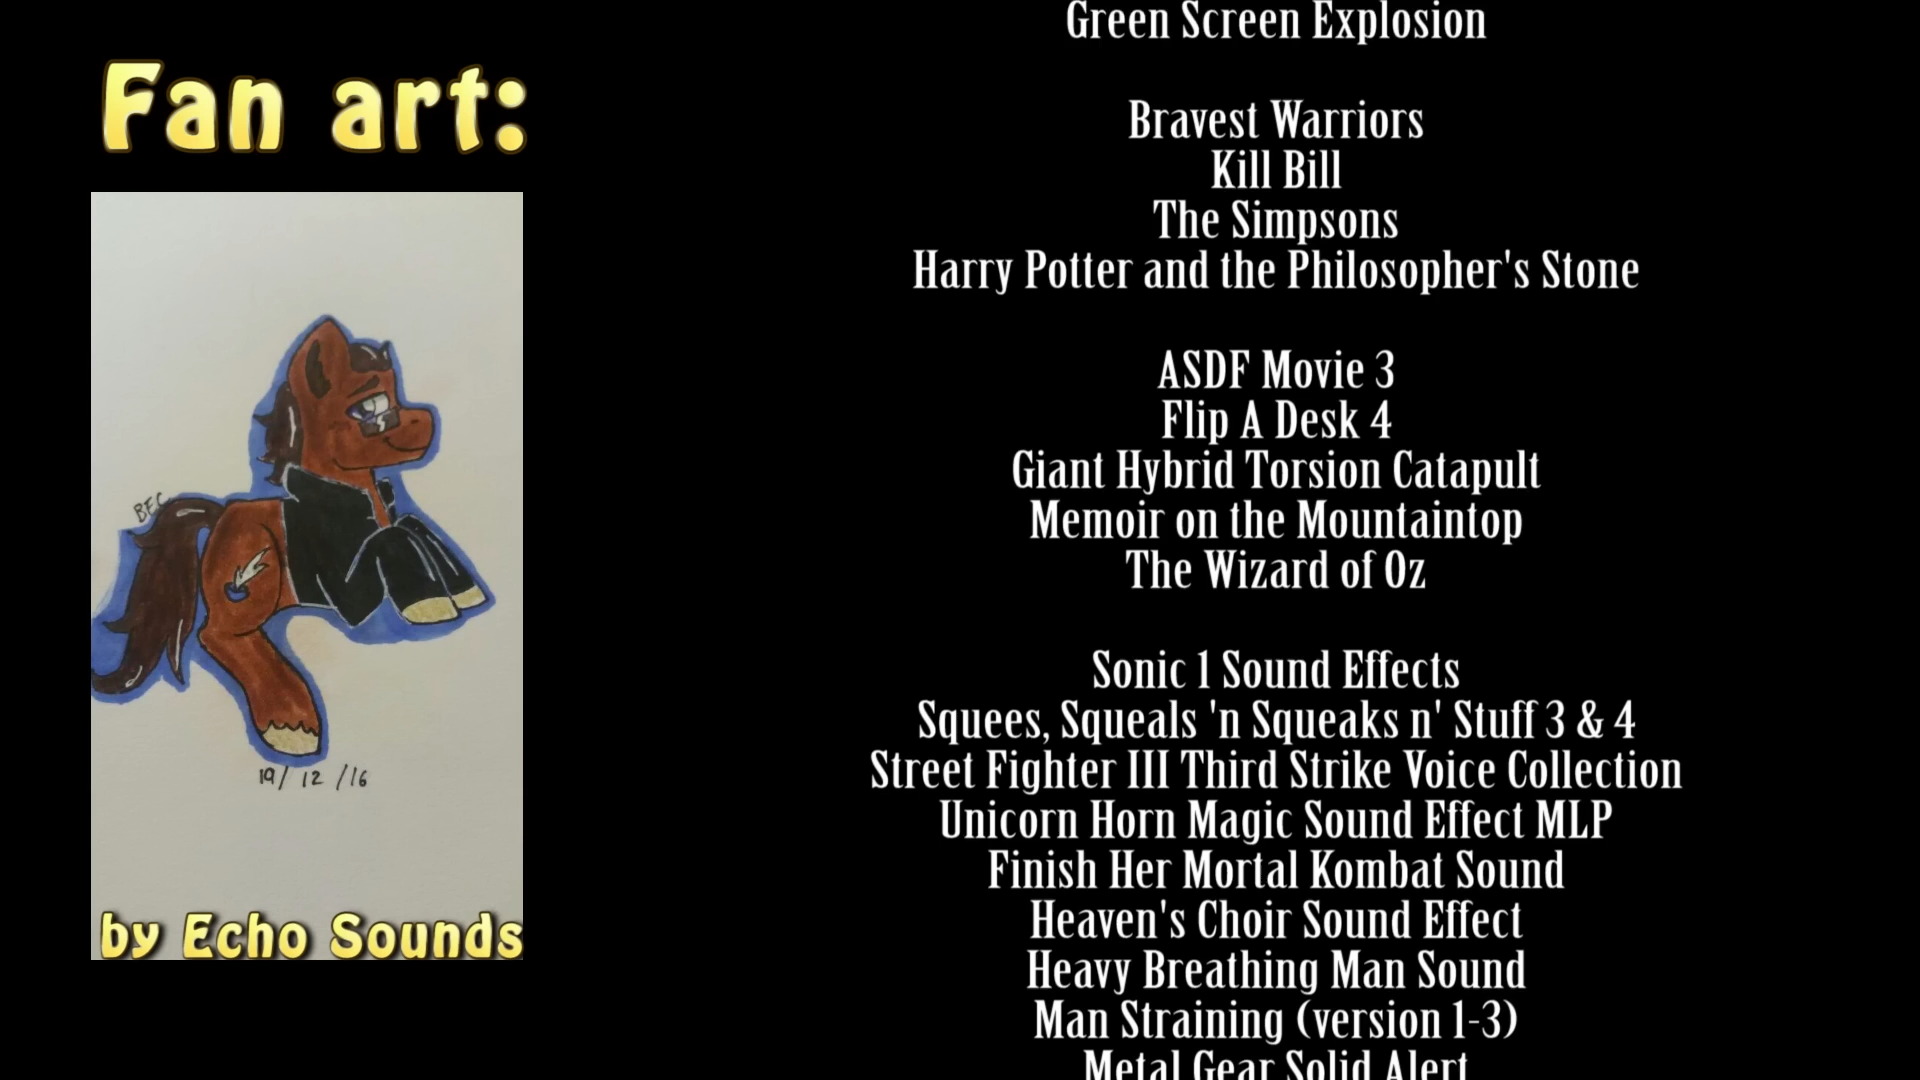 Fan art:
BEC
19/ 12 /16
by Echo Sounds
Green Screen Explosion
Bravest Warriors
Kill Bill
The Simpsons
Harry Potter and the Philosopher's Stone
ASDF Movie 3
Flip A Desk 4
Giant Hybrid Torsion Catapult
Memoir on the Mountaintop
The Wizard of Oz
Sonic 1 Sound Effects
Squees, Squeals 'n Squeaks n' Stuff 3 & 4
Street Fighter III Third Strike Voice Collection
Unicorn Horn Magic Sound Effect MLP
Finish Her Mortal Kombat Sound
Heaven's Choir Sound Effect
Heavy Breathing Man Sound
Man Straining (version 1-3)
Metal Gear Solid Alert